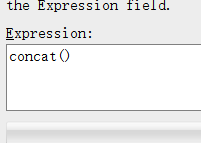 the Expression field.
Expression:
concat()